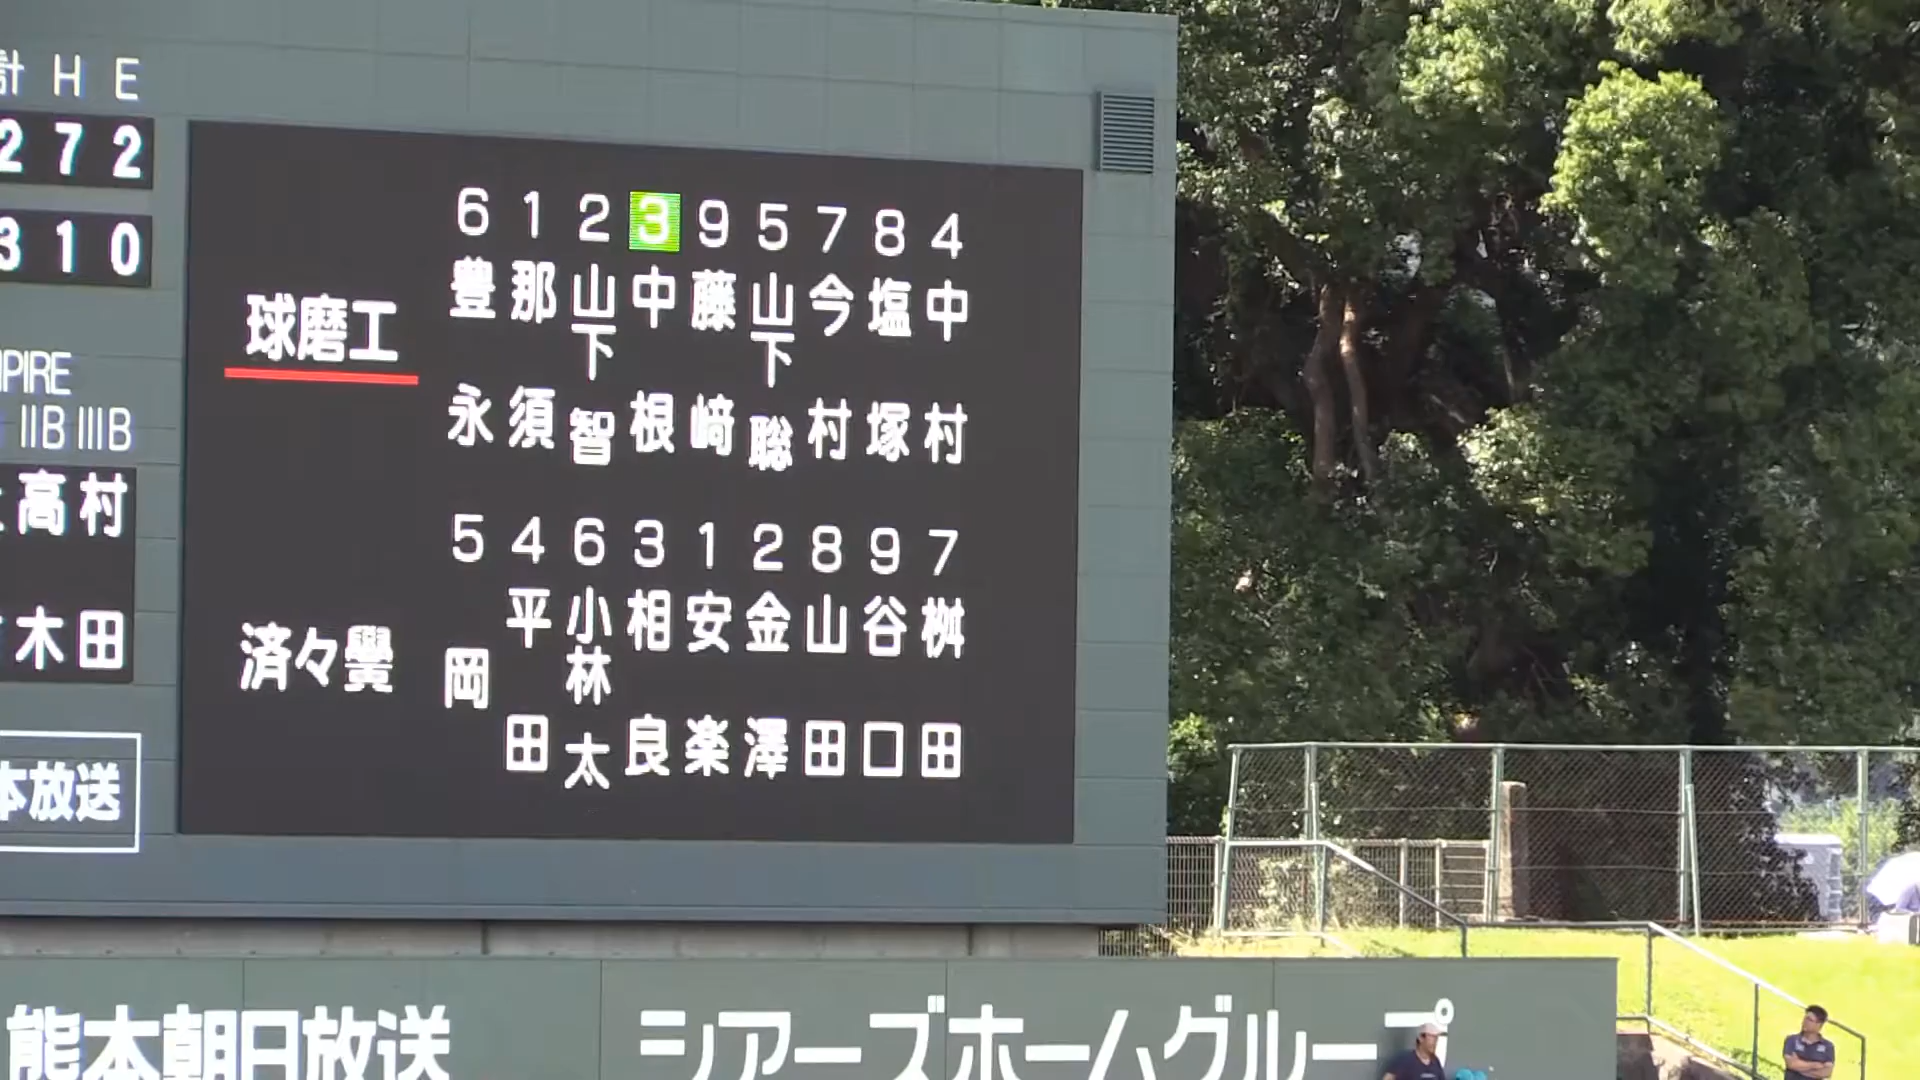 計 H E
2 7 2
3 1 0
UMPIRE
ⅡB ⅢB
高 村
木 田
本放送
球磨工
6 1 2 3 9 5 7 8 4
豊永 那須 山下智 中根 藤﨑 山下聡 今村 塩塚 中村
済々黌
5 4 6 3 1 2 8 9 7
岡 平田 小林太 相良 安楽 金澤 山田 谷口 桝田
熊本朝日放送
シアーズホームグループ